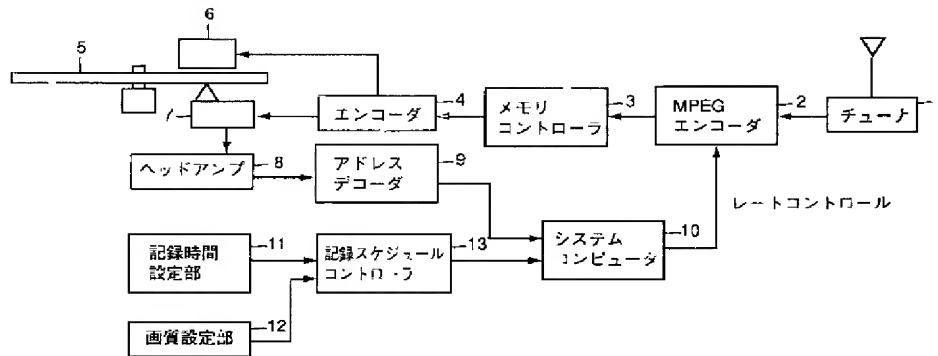 6
5
エンコーダ
4
メモリ
コントローラ
3
MPEG
エンコーダ
2
チューナ
7
ヘッドアンプ
8
アドレス
デコーダ
9
レートコントロール
記録時間
設定部
11
記録スケジュール
コントローラ
13
システム
コンピュータ
10
画質設定部
12